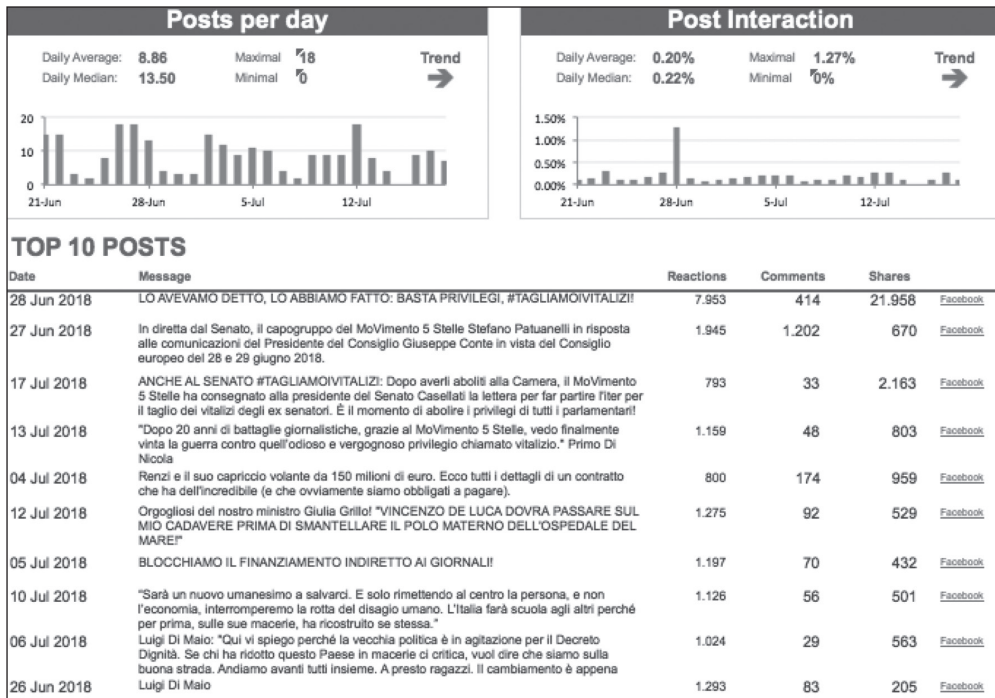 Posts per day
Daily Average: 8.86 Maximal 18 Trend
Daily Median: 13.50 Minimal 0
20
10
0
21-Jun 28-Jun 5-Jul 12-Jul
Post Interaction
Daily Average: 0.20% Maximal 1.27% Trend
Daily Median: 0.22% Minimal 0%
1.50%
1.00%
0.50%
0.00%
21-Jun 28-Jun 5-Jul 12-Jul
TOP 10 POSTS
Date Message Reactions Comments Shares
28 Jun 2018 LO AVEVAMO DETTO, LO ABBIAMO FATTO: BASTA PRIVILEGI, #TAGLIAMOIVITALIZI! 7.953 414 21.958 Facebook
27 Jun 2018 In diretta dal Senato, il capogruppo del MoVimento 5 Stelle Stefano Patuanelli in risposta 1.945 1.202 670 Facebook
alle comunicazioni del Presidente del Consiglio Giuseppe Conte in vista del Consiglio
europeo del 28 e 29 giugno 2018.
17 Jul 2018 ANCHE AL SENATO #TAGLIAMOIVITALIZI: Dopo averli aboliti alla Camera, il MoVimento 793 33 2.163 Facebook
5 Stelle ha consegnato alla presidente del Senato Casellati la lettera per far partire l'iter per
il taglio dei vitalizi degli ex senatori. È il momento di abolire i privilegi di tutti i parlamentari!
13 Jul 2018 "Dopo 20 anni di battaglie giornalistiche, grazie al MoVimento 5 Stelle, vedo finalmente 1.159 48 803 Facebook
vinta la guerra contro quell'odioso e vergognoso privilegio chiamato vitalizio." Primo Di
Nicola
04 Jul 2018 Renzi e il suo capriccio volante da 150 milioni di euro. Ecco tutti i dettagli di un contratto 800 174 959 Facebook
che ha dell'incredibile (e che ovviamente siamo obbligati a pagare).
12 Jul 2018 Orgogliosi del nostro ministro Giulia Grillo! "VINCENZO DE LUCA DOVRA PASSARE SUL 1.275 92 529 Facebook
MIO CADAVERE PRIMA DI SMANTELLARE IL POLO MATERNO DELL'OSPEDALE DEL
MARE!"
05 Jul 2018 BLOCCHIAMO IL FINANZIAMENTO INDIRETTO AI GIORNALI! 1.197 70 432 Facebook
10 Jul 2018 "Sarà un nuovo umanesimo a salvarci. E solo rimettendo al centro la persona, e non 1.126 56 501 Facebook
l'economia, interromperemo la rotta del disagio umano. L'Italia farà scuola agli altri perché
per prima, sulle sue macerie, ha ricostruito se stessa."
06 Jul 2018 Luigi Di Maio: "Qui vi spiego perché la vecchia politica è in agitazione per il Decreto 1.024 29 563 Facebook
Dignità. Se chi ha ridotto questo Paese in macerie ci critica, vuol dire che siamo sulla
buona strada. Andiamo avanti tutti insieme. A presto ragazzi. Il cambiamento è appena
26 Jun 2018 Luigi Di Maio 1.293 83 205 Facebook